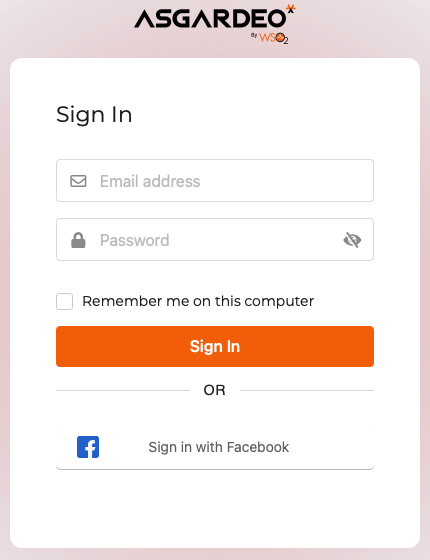 ASGARDEO
By WSO2
Sign In
Email address
Password
Remember me on this computer
Sign In
OR
Sign in with Facebook